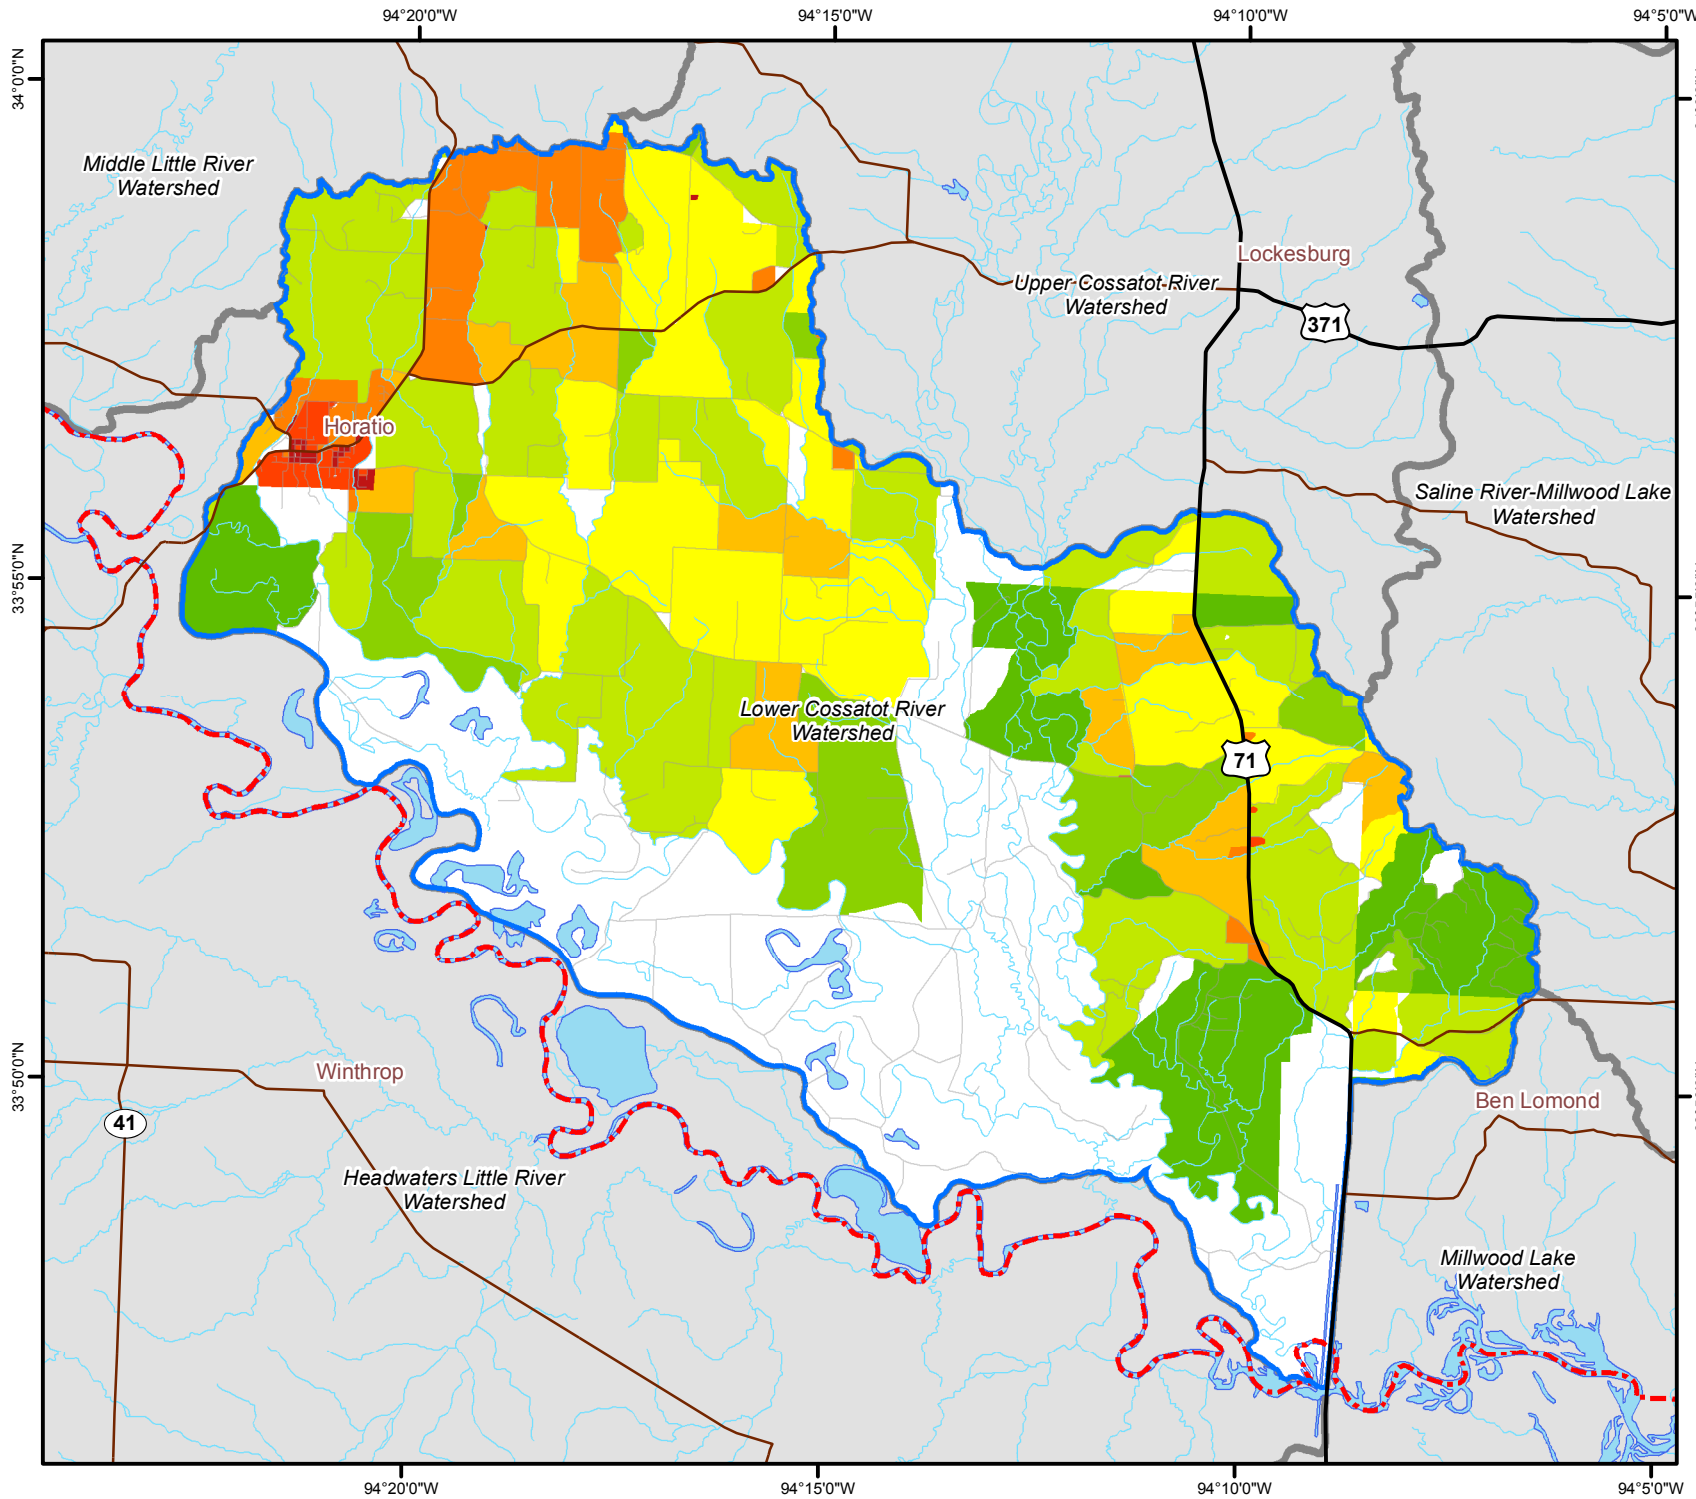 94°20'0"W
94°15'0"W
94°10'0"W
94°5'0"W
34°0'0"N
Middle Little River
Watershed
Lockesburg
Upper Cossatot River
Watershed
371
Horatio
Saline River-Millwood Lake
Watershed
33°55'0"N
Lower Cossatot River
Watershed
71
33°50'0"N
Winthrop
Ben Lomond
41
Headwaters Little River
Watershed
Millwood Lake
Watershed
94°20'0"W
94°15'0"W
94°10'0"W
94°5'0"W